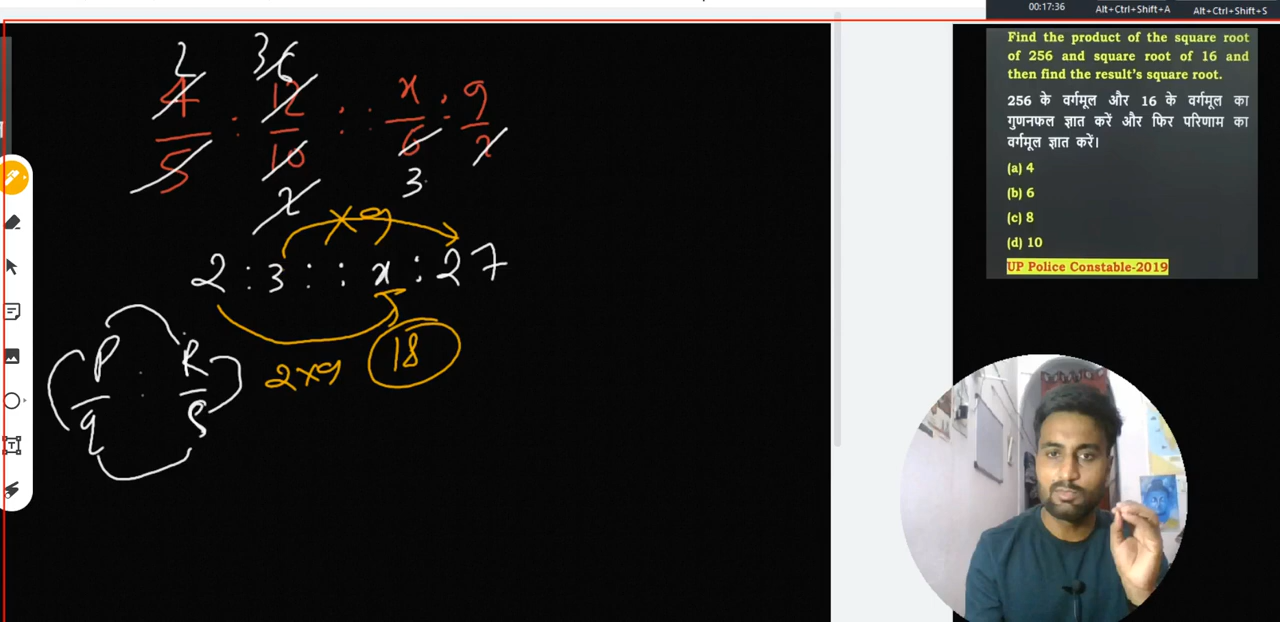 00:17:36
Alt+Ctrl+Shift+A
Alt+Ctrl+Shift+S
2 36
4/5 : 12/10 :: x/6 : 9/2
2 3
×9
2 : 3 :: x : 27
2×9 18
P/q : R/S
Find the product of the square root
of 256 and square root of 16 and
then find the result's square root.
256 के वर्गमूल और 16 के वर्गमूल का
गुणनफल ज्ञात करें और फिर परिणाम का
वर्गमूल ज्ञात करें।
(a) 4
(b) 6
(c) 8
(d) 10
UP Police Constable-2019